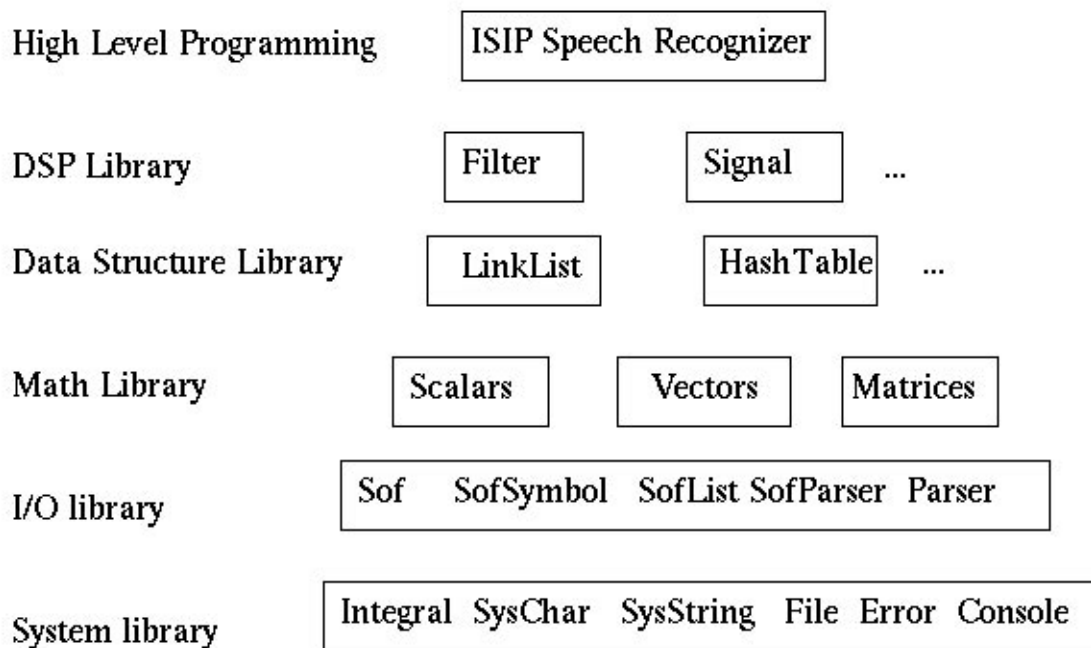 High Level Programming ISIP Speech Recognizer
DSP Library Filter Signal ...
Data Structure Library LinkList HashTable ...
Math Library Scalars Vectors Matrices
I/O library Sof SofSymbol SofList SofParser Parser
System library Integral SysChar SysString File Error Console